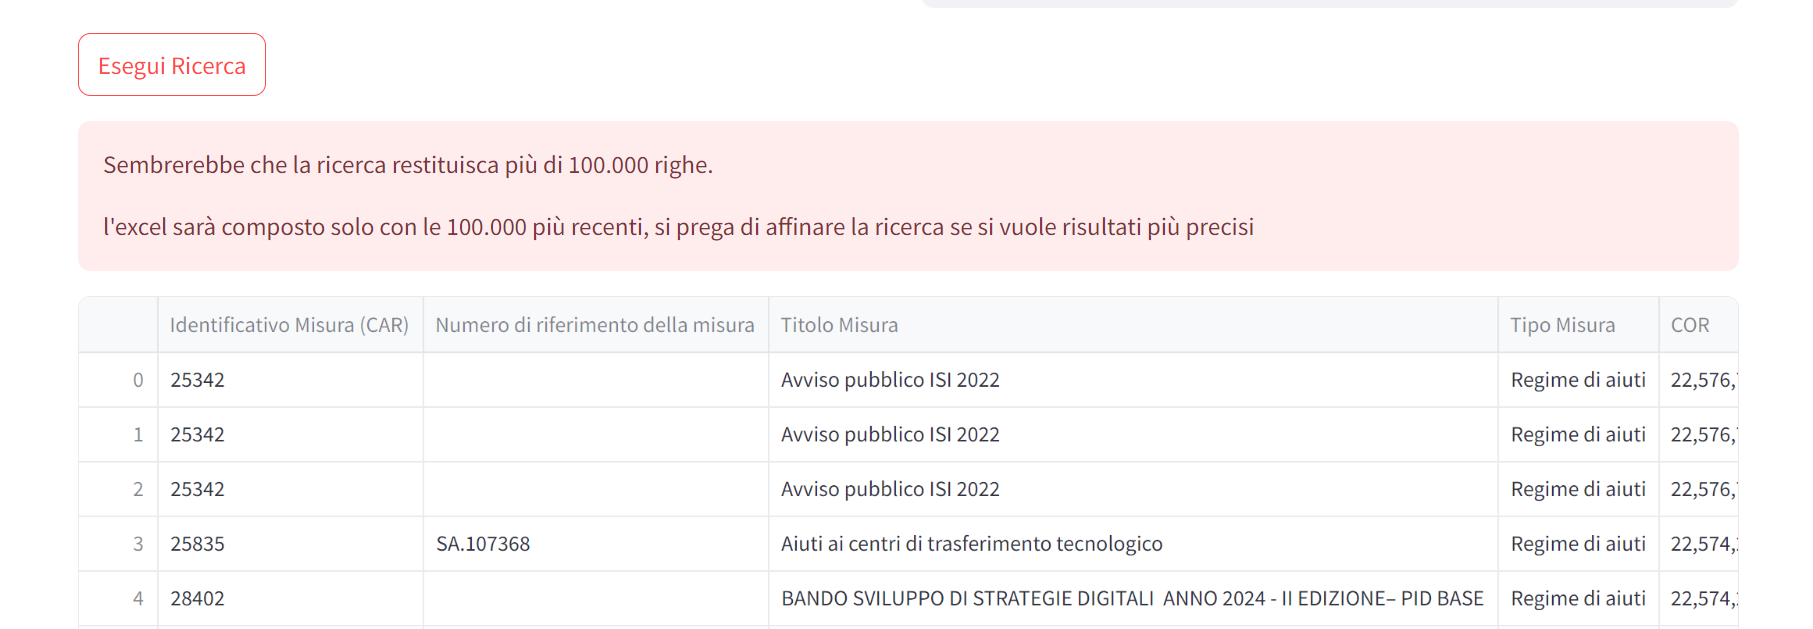 Esegui Ricerca
Sembrerebbe che la ricerca restituisca più di 100.000 righe.
l'excel sarà composto solo con le 100.000 più recenti, si prega di affinare la ricerca se si vuole risultati più precisi
Identificativo Misura (CAR) Numero di riferimento della misura Titolo Misura Tipo Misura COR
0 25342 Avviso pubblico ISI 2022 Regime di aiuti 22,576,
1 25342 Avviso pubblico ISI 2022 Regime di aiuti 22,576,
2 25342 Avviso pubblico ISI 2022 Regime di aiuti 22,576,
3 25835 SA.107368 Aiuti ai centri di trasferimento tecnologico Regime di aiuti 22,574,
4 28402 BANDO SVILUPPO DI STRATEGIE DIGITALI  ANNO 2024 - II EDIZIONE– PID BASE Regime di aiuti 22,574,